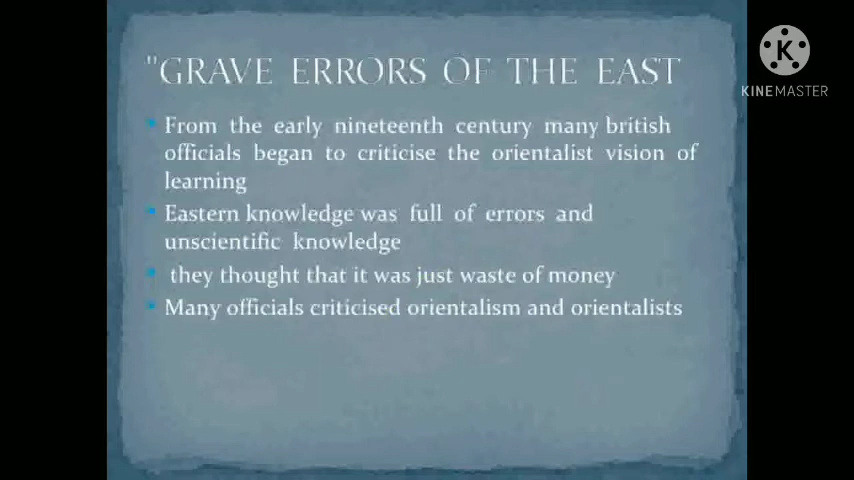 "GRAVE ERRORS OF THE EAST
From the early nineteenth century many british
officials began to criticise the orientalist vision of
learning
Eastern knowledge was full of errors and
unscientific knowledge
they thought that it was just waste of money
Many officials criticised orientalism and orientalists
K
KINEMASTER